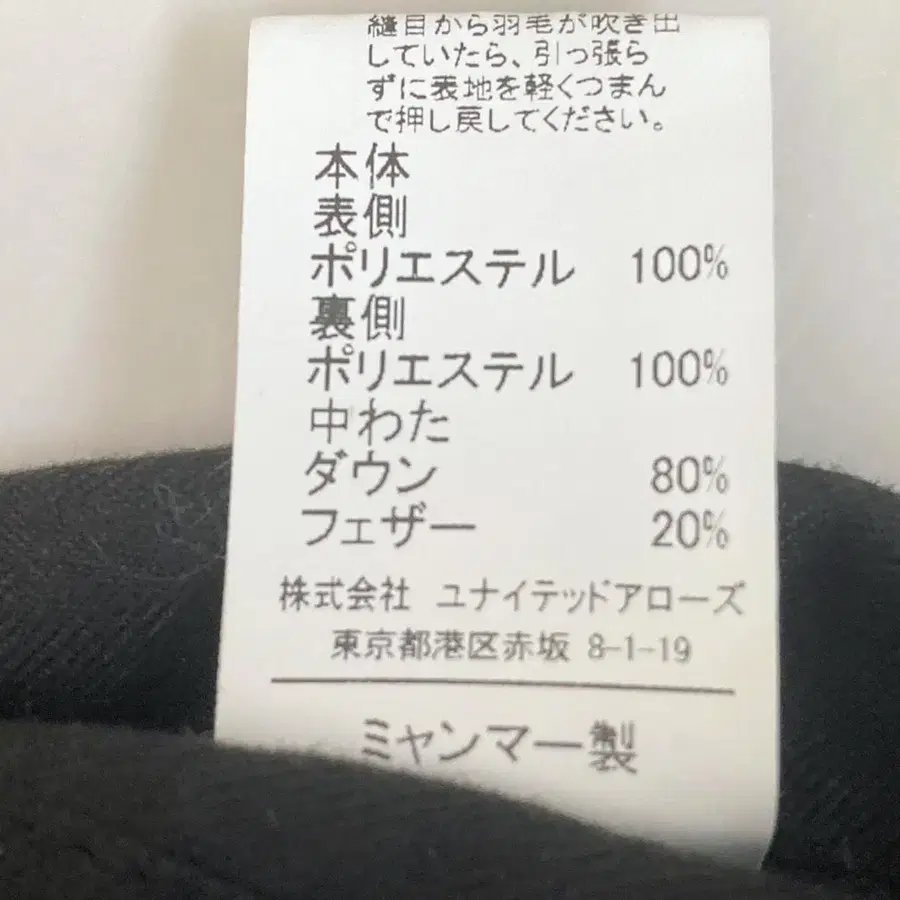 縫目から羽毛が吹き出
していたら、引っ張ら
ずに表地を軽くつまん
で押し戻してください。
本体
表側
ポリエステル 100%
裏側
ポリエステル 100%
中わた
ダウン 80%
フェザー 20%
株式会社 ユナイテッドアローズ
東京都港区赤坂 8-1-19
ミャンマー製